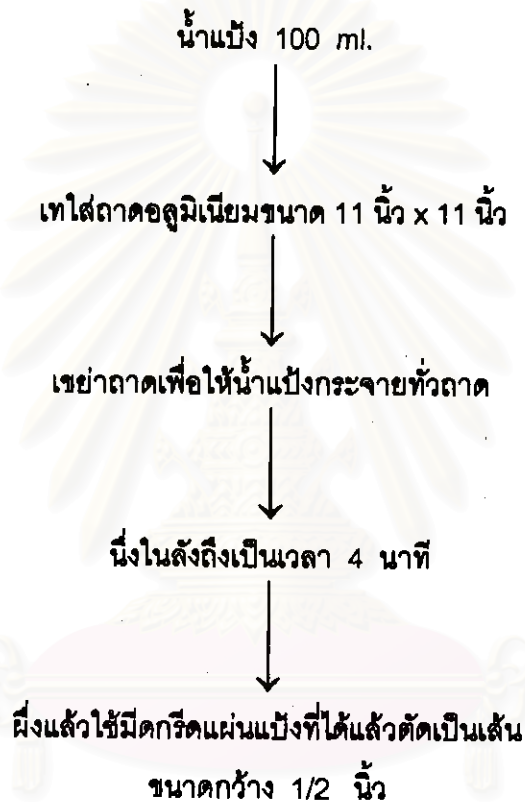 น้ำแป้ง 100 ml.
เทใส่ถาดอลูมิเนียมขนาด 11 นิ้ว x 11 นิ้ว
เขย่าถาดเพื่อให้น้ำแป้งกระจายทั่วถาด
นึ่งในลังถึงเป็นเวลา 4 นาที
ผึ่งแล้วใช้มีดกรีดแผ่นแป้งที่ได้แล้วตัดเป็นเส้น
ขนาดกว้าง 1/2 นิ้ว